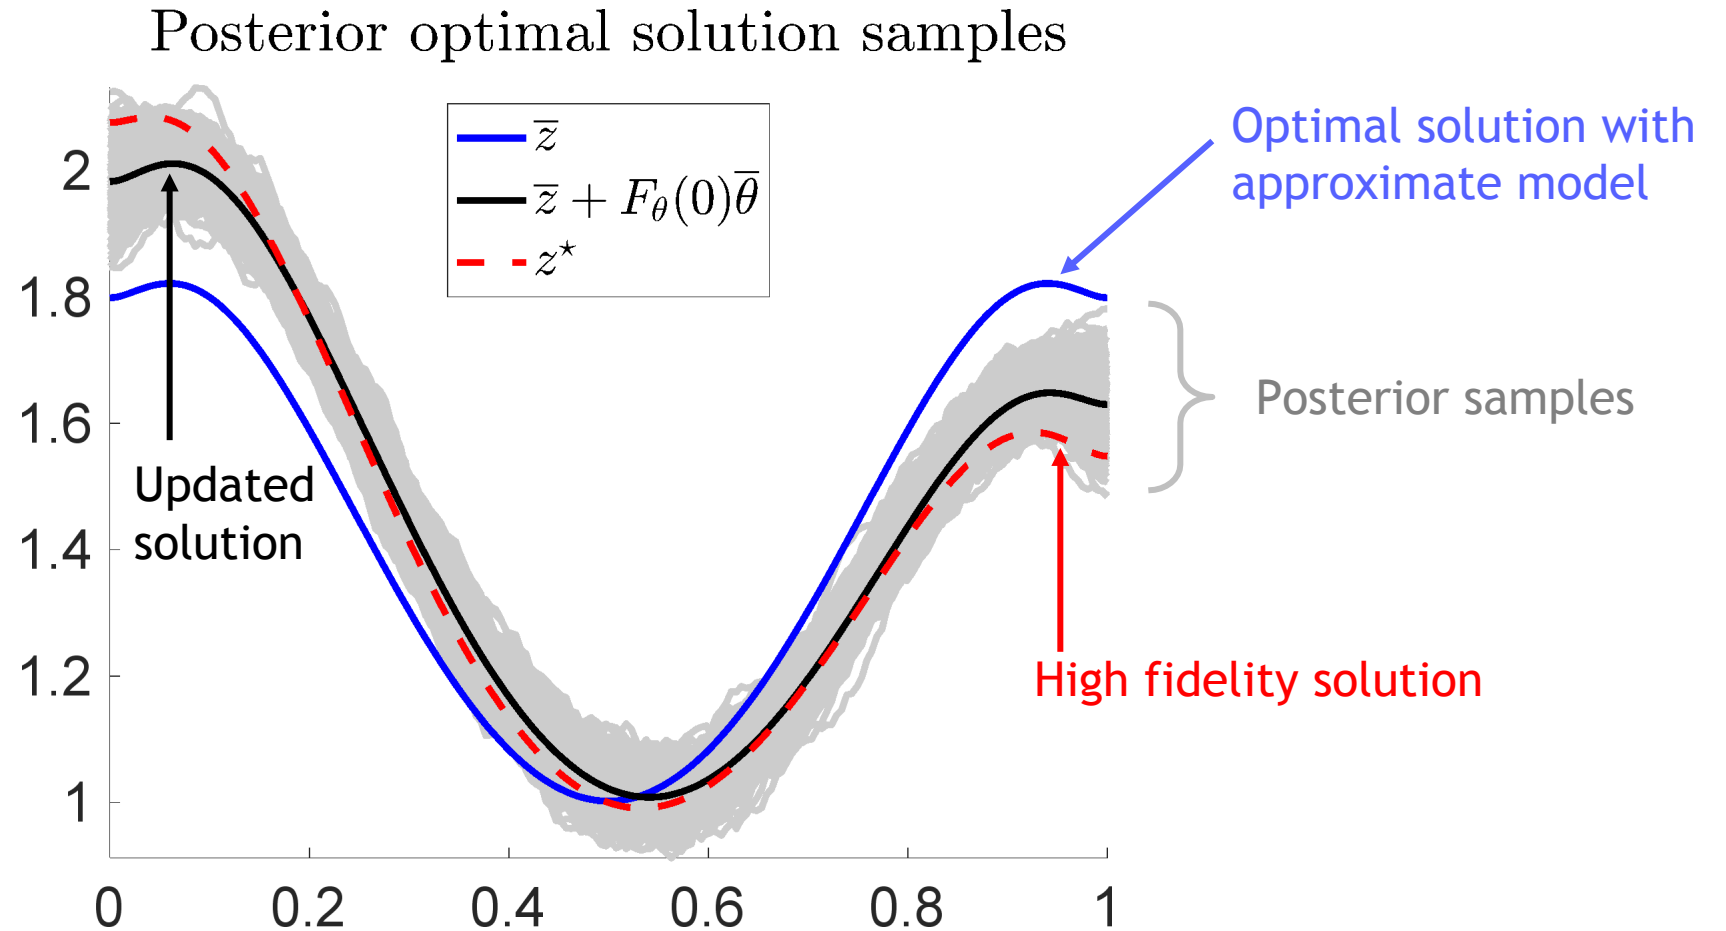 Posterior optimal solution samples
z̅
z̅ + F_θ(0)θ̅
z⋆
Optimal solution with
approximate model
Posterior samples
Updated
solution
High fidelity solution
2
1.8
1.6
1.4
1.2
1
0 0.2 0.4 0.6 0.8 1